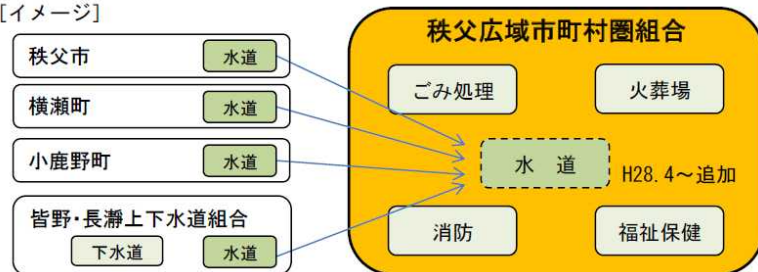 [イメージ]
秩父市 水道
横瀬町 水道
小鹿野町 水道
皆野・長瀞上下水道組合
下水道 水道
秩父広域市町村圏組合
ごみ処理 火葬場
水 道 H28.4～追加
消防 福祉保健